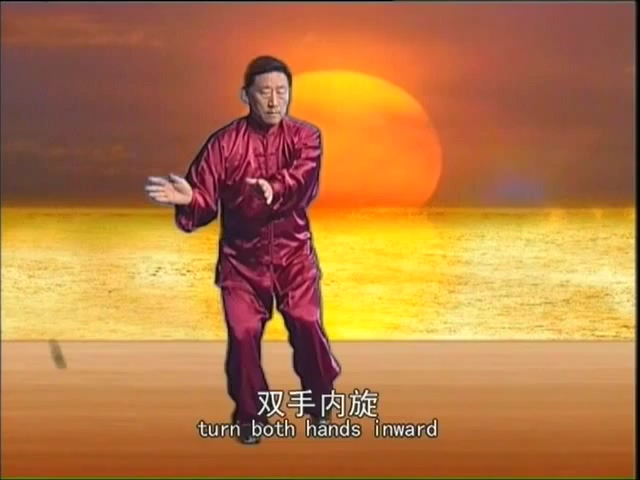 双手内旋
turn both hands inward